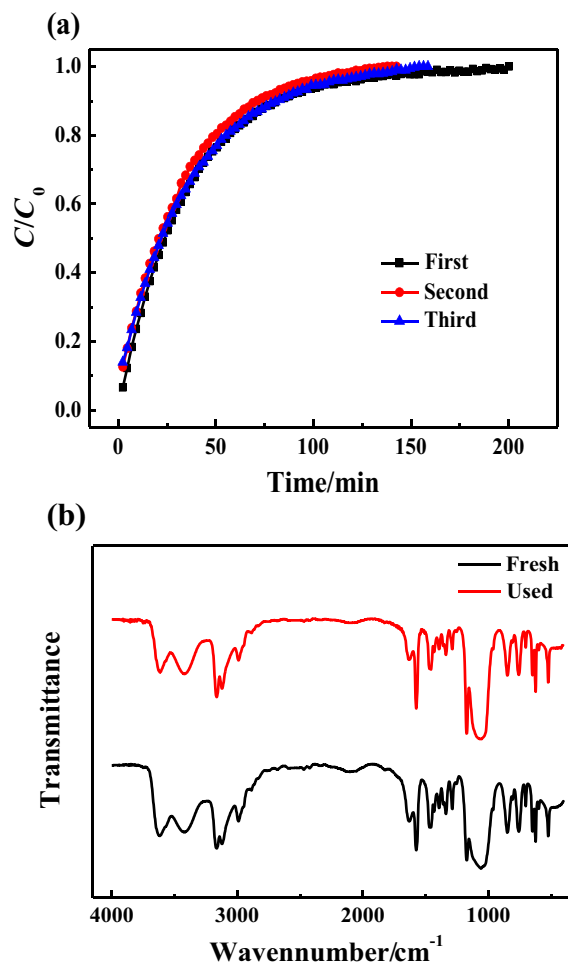 (a)
1.0
0.8
0.6
0.4
0.2
0.0
C/C0
First
Second
Third
0 50 100 150 200
Time/min
(b)
Fresh
Used
Transmittance
4000 3000 2000 1000
Wavennumber/cm-1